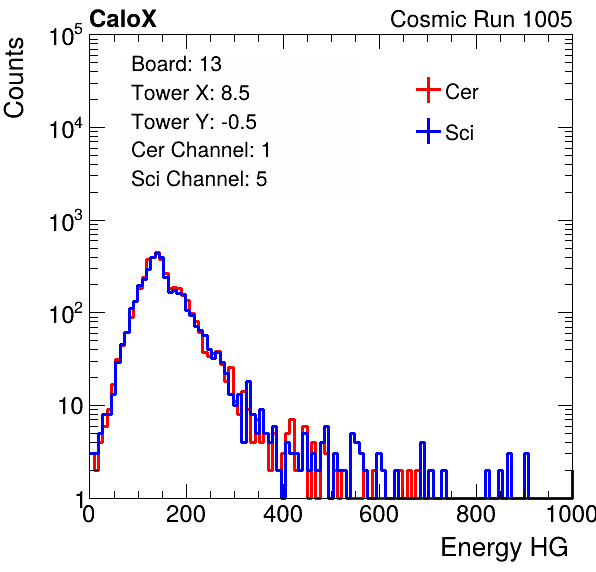 CaloX Cosmic Run 1005
Counts
10^5
10^4
10^3
10^2
10
1
Board: 13
Tower X: 8.5
Tower Y: -0.5
Cer Channel: 1
Sci Channel: 5
Cer
Sci
0 200 400 600 800 1000
Energy HG